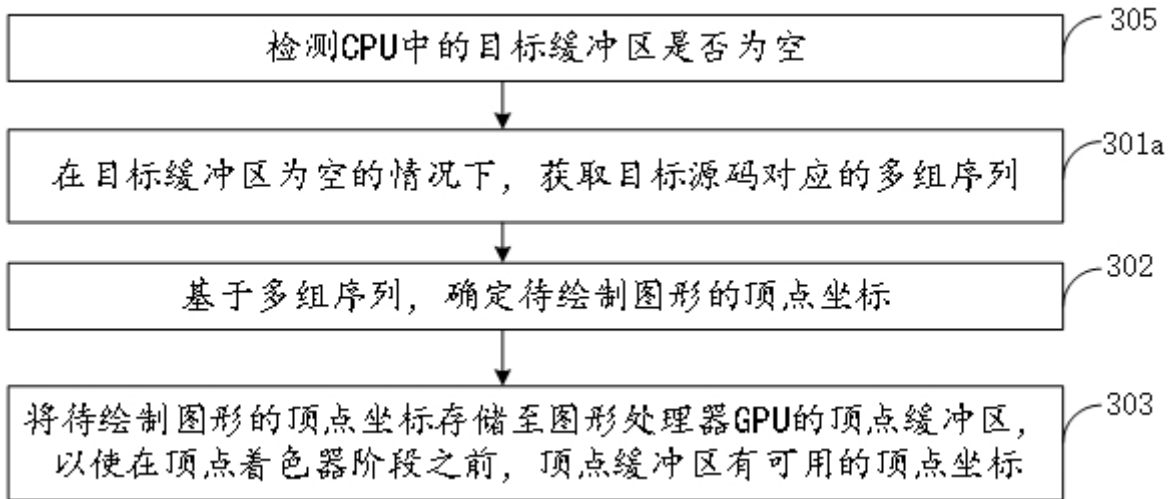 检测CPU中的目标缓冲区是否为空
305
在目标缓冲区为空的情况下，获取目标源码对应的多组序列
301a
基于多组序列，确定待绘制图形的顶点坐标
302
将待绘制图形的顶点坐标存储至图形处理器GPU的顶点缓冲区，
以使在顶点着色器阶段之前，顶点缓冲区有可用的顶点坐标
303